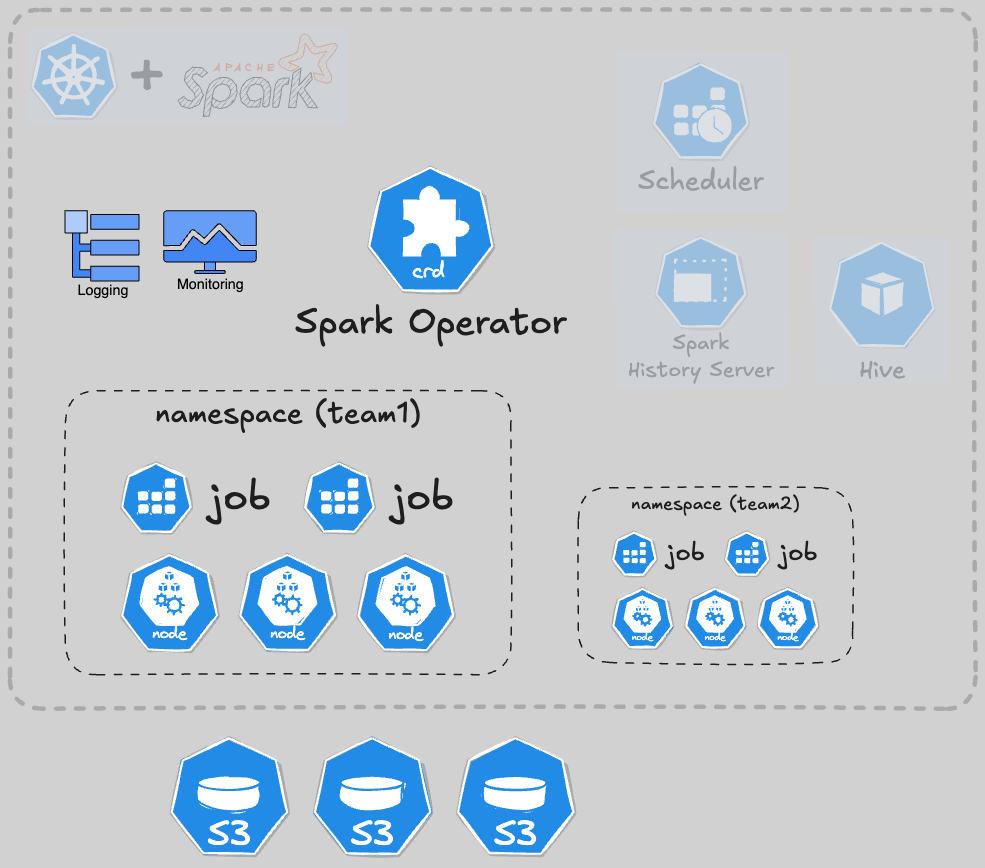 +
APACHE
Spark
Scheduler
crd
Spark Operator
Logging
Monitoring
Spark
History Server
Hive
namespace (team1)
job
job
node
node
node
namespace (team2)
job
job
node
node
node
S3
S3
S3